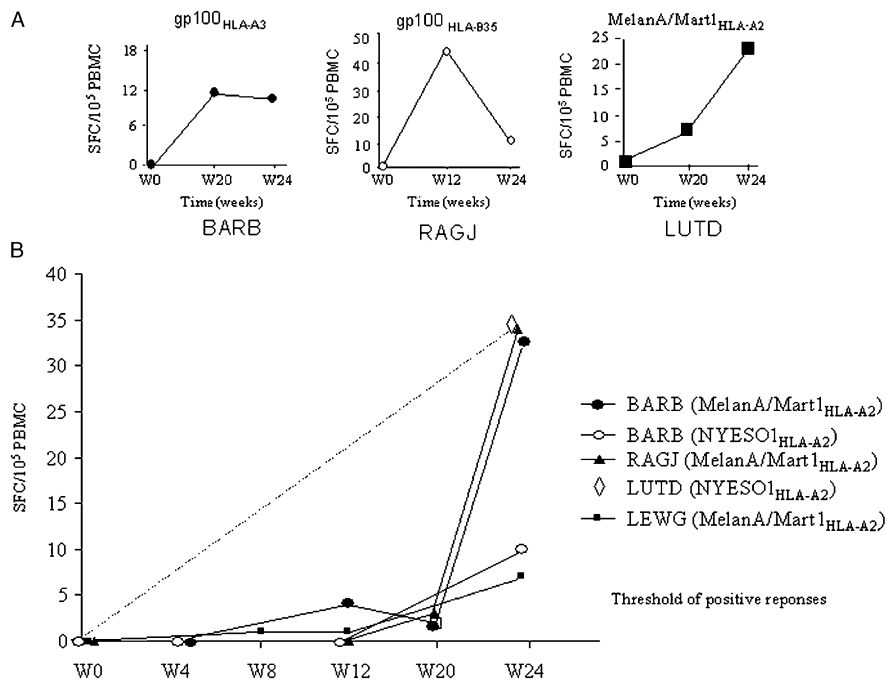 A
gp100 HLA-A3
18
12
6
0
SFC/10⁵ PBMC
W0 W20 W24
Time (weeks)
BARB
gp100 HLA-B35
50
40
30
20
10
0
SFC/10⁵ PBMC
W0 W12 W24
Time (weeks)
RAGJ
MelanA/Mart1HLA-A2
25
20
15
10
5
0
SFC/10⁵ PBMC
W0 W20 W24
Time (weeks)
LUTD
B
40
35
30
25
20
15
10
5
0
SFC/10⁵ PBMC
W0 W4 W8 W12 W20 W24
BARB (MelanA/Mart1HLA-A2)
BARB (NYESO1HLA-A2)
RAGJ (MelanA/Mart1HLA-A2)
LUTD (NYESO1HLA-A2)
LEWG (MelanA/Mart1HLA-A2)
Threshold of positive reponses